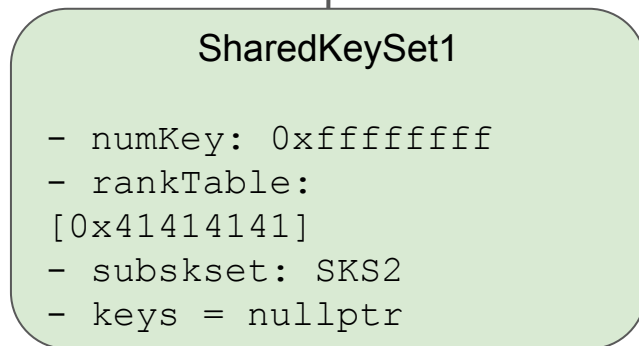 SharedKeySet1
- numKey: 0xffffffff
- rankTable:
[0x41414141]
- subskset: SKS2
- keys = nullptr